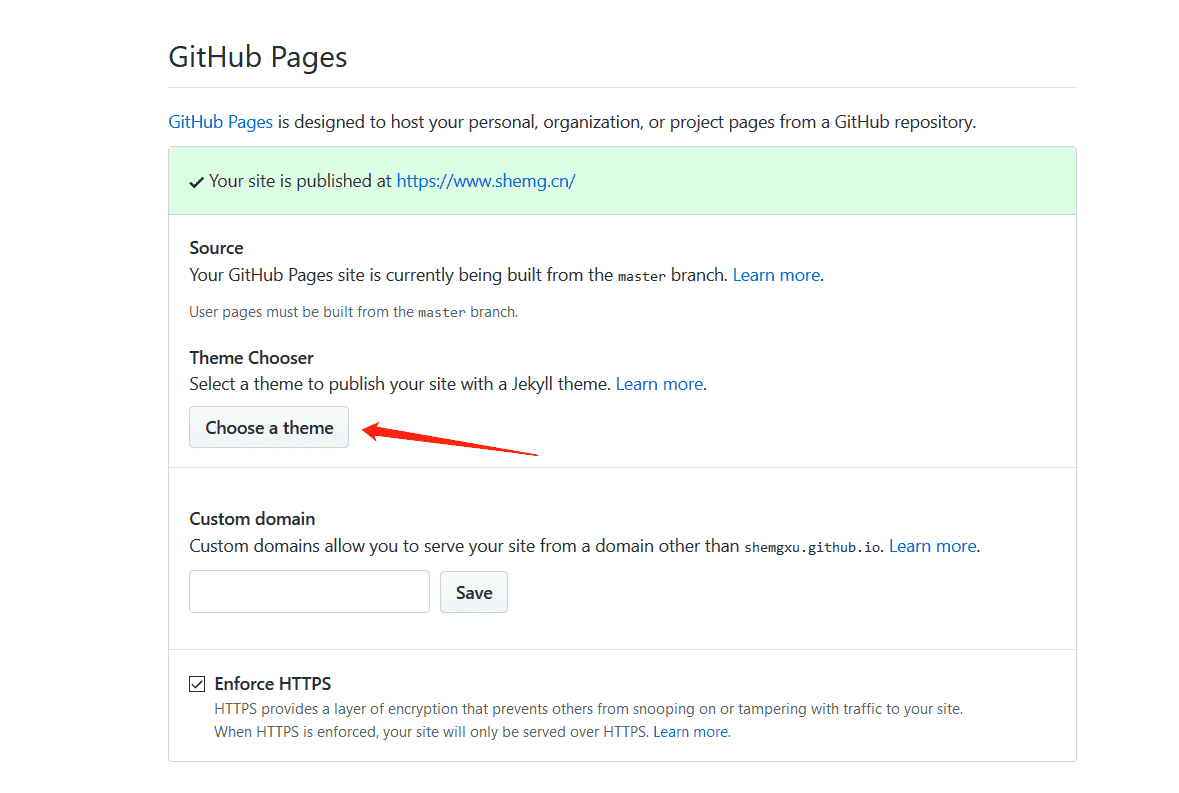 GitHub Pages
GitHub Pages is designed to host your personal, organization, or project pages from a GitHub repository.
Your site is published at https://www.shemg.cn/
Source
Your GitHub Pages site is currently being built from the master branch. Learn more.
User pages must be built from the master branch.
Theme Chooser
Select a theme to publish your site with a Jekyll theme. Learn more.
Choose a theme
Custom domain
Custom domains allow you to serve your site from a domain other than shemgxu.github.io. Learn more.
Save
Enforce HTTPS
HTTPS provides a layer of encryption that prevents others from snooping on or tampering with traffic to your site.
When HTTPS is enforced, your site will only be served over HTTPS. Learn more.